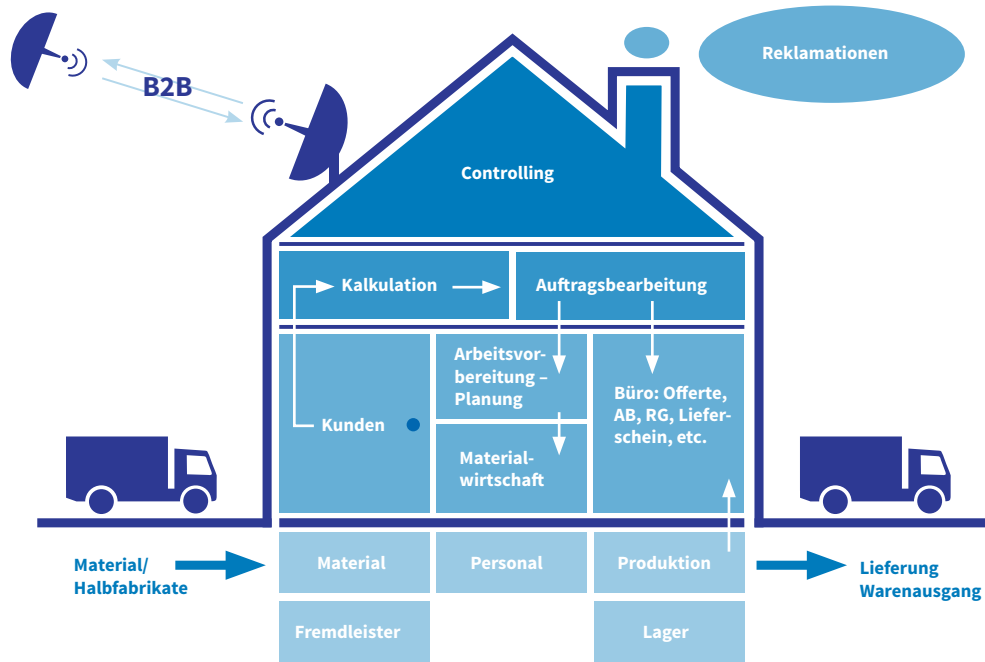 B2B
Reklamationen
Controlling
Kalkulation
Auftragsbearbeitung
Kunden
Arbeitsvor-
bereitung –
Planung
Material-
wirtschaft
Büro: Offerte,
AB, RG, Liefer-
schein, etc.
Material/
Halbfabrikate
Material
Personal
Produktion
Lieferung
Warenausgang
Fremdleister
Lager